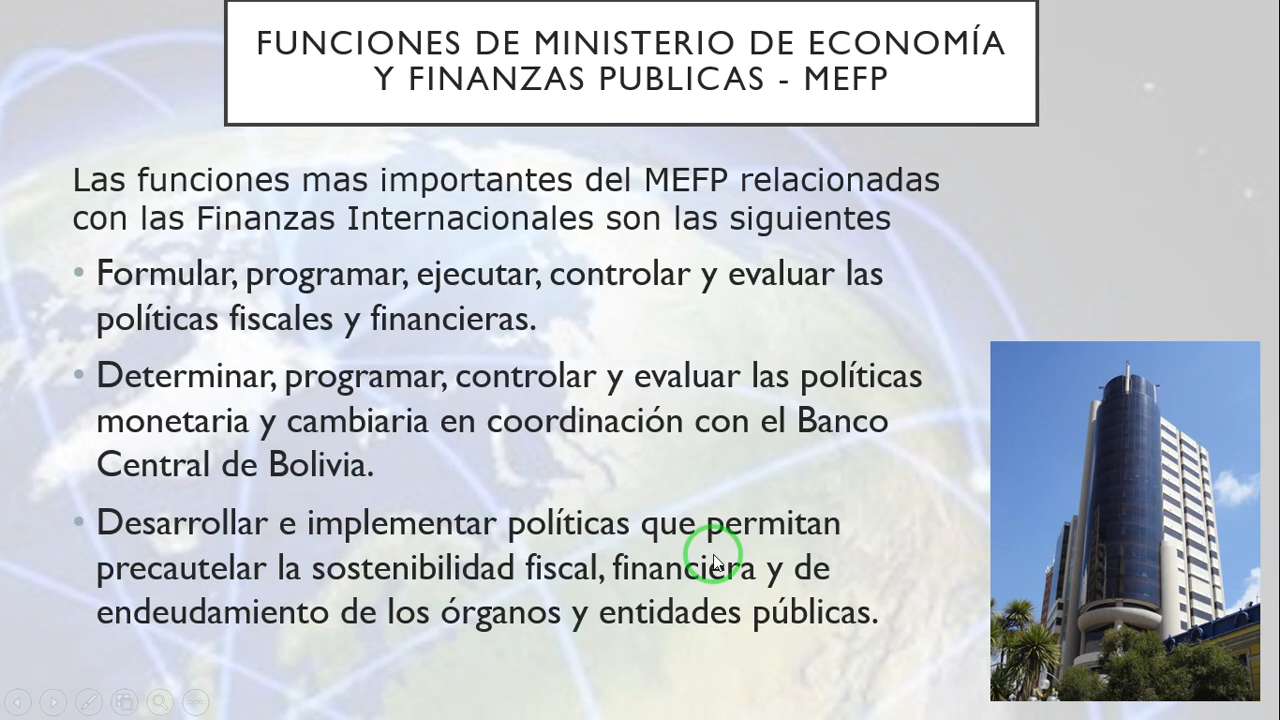 FUNCIONES DE MINISTERIO DE ECONOMÍA
Y FINANZAS PUBLICAS - MEFP
Las funciones mas importantes del MEFP relacionadas
con las Finanzas Internacionales son las siguientes
• Formular, programar, ejecutar, controlar y evaluar las
políticas fiscales y financieras.
• Determinar, programar, controlar y evaluar las políticas
monetaria y cambiaria en coordinación con el Banco
Central de Bolivia.
• Desarrollar e implementar políticas que permitan
precautelar la sostenibilidad fiscal, financiera y de
endeudamiento de los órganos y entidades públicas.